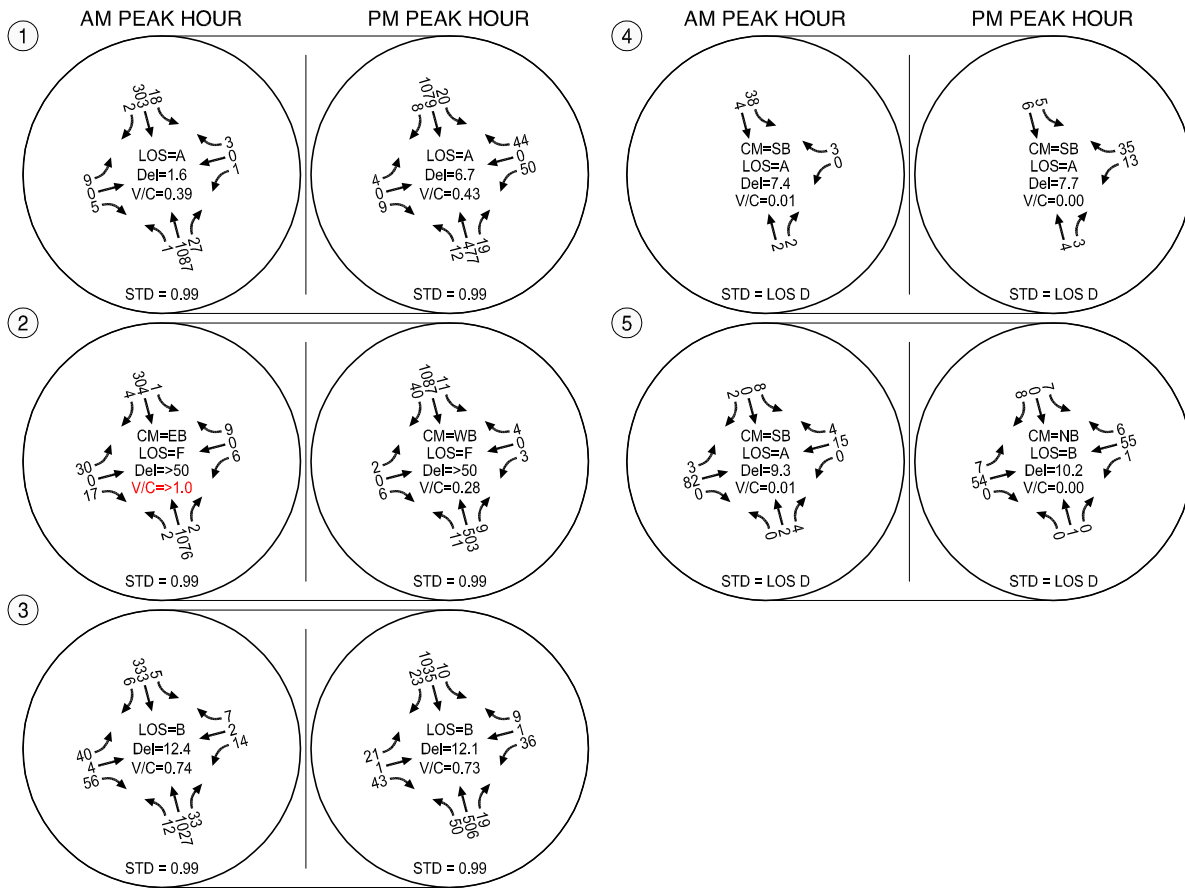 AM PEAK HOUR
PM PEAK HOUR
1
2
303
18
3
0
1
9
0
5
1
1087
27
LOS=A
Del=1.6
V/C=0.39
STD = 0.99
8
1079
20
44
0
50
4
0
9
12
477
19
LOS=A
Del=6.7
V/C=0.43
STD = 0.99
2
4
304
1
9
0
6
30
0
17
2
1076
2
CM=EB
LOS=F
Del=>50
V/C=>1.0
STD = 0.99
40
1087
11
4
0
3
2
0
6
11
503
9
CM=WB
LOS=F
Del=>50
V/C=0.28
STD = 0.99
3
6
333
5
7
2
14
40
4
56
12
1027
33
LOS=B
Del=12.4
V/C=0.74
STD = 0.99
23
1035
10
9
1
36
21
1
43
50
506
19
LOS=B
Del=12.1
V/C=0.73
STD = 0.99
AM PEAK HOUR
PM PEAK HOUR
4
4
38
3
0
2
2
CM=SB
LOS=A
Del=7.4
V/C=0.01
STD = LOS D
6
5
35
13
4
3
CM=SB
LOS=A
Del=7.7
V/C=0.00
STD = LOS D
5
2
0
8
4
15
0
3
82
0
0
2
4
CM=SB
LOS=A
Del=9.3
V/C=0.01
STD = LOS D
8
0
7
6
55
1
7
54
0
0
1
0
CM=NB
LOS=B
Del=10.2
V/C=0.00
STD = LOS D